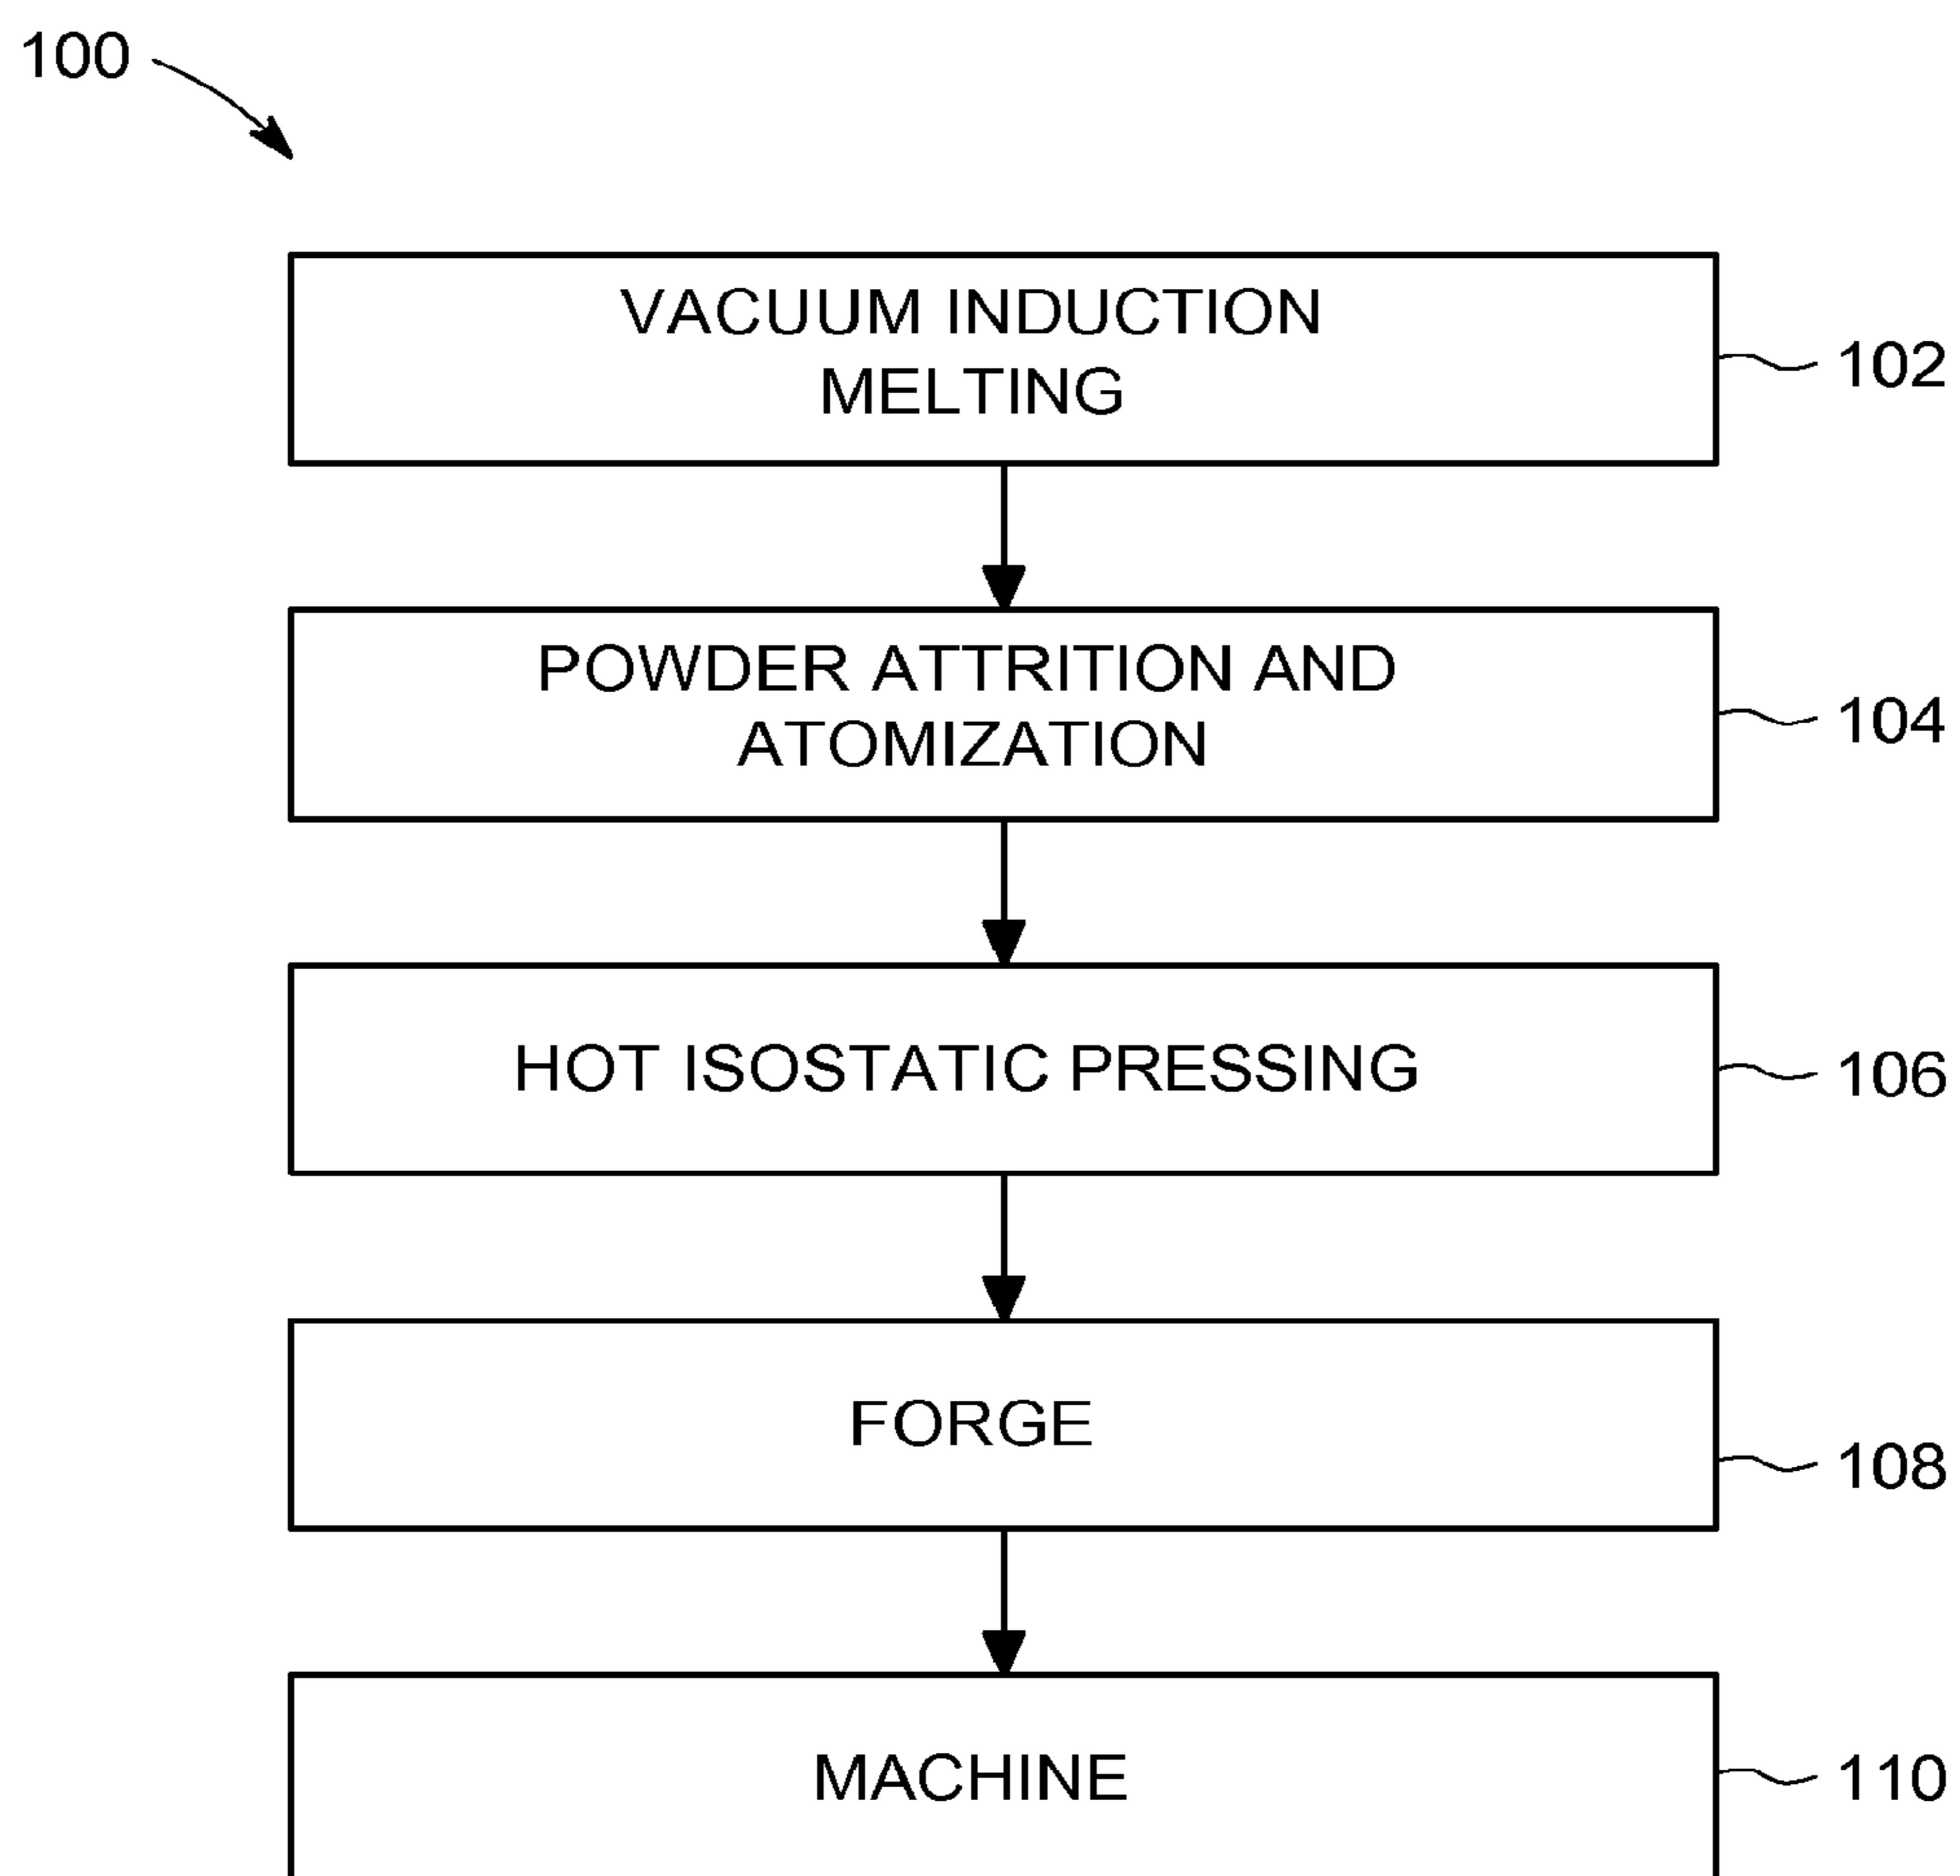 100
VACUUM INDUCTION
MELTING
102
POWDER ATTRITION AND
ATOMIZATION
104
HOT ISOSTATIC PRESSING
106
FORGE
108
MACHINE
110